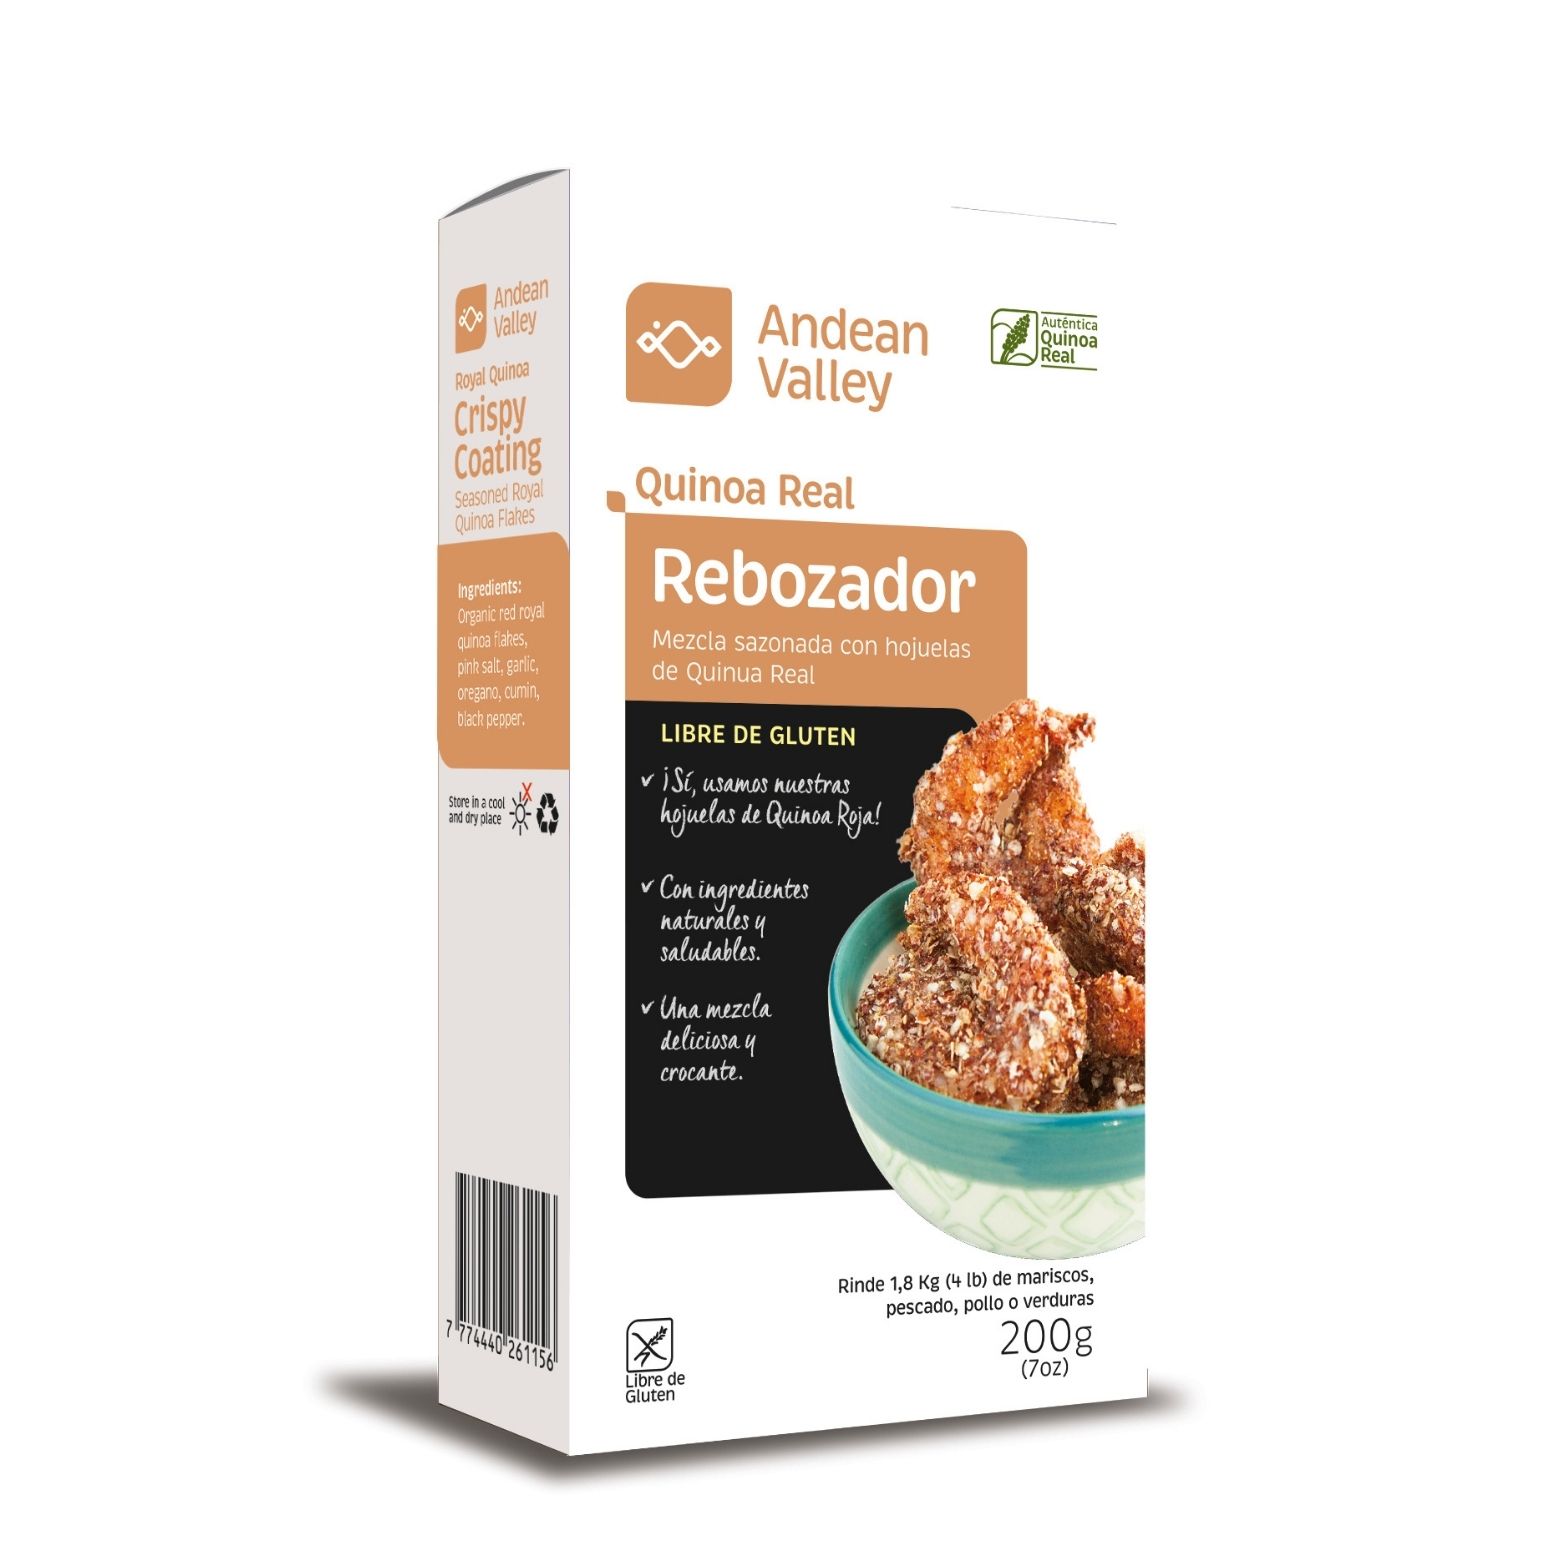 Andean
Valley
Royal Quinoa
Crispy
Coating
Seasoned Royal
Quinoa Flakes
Ingredients:
Organic red royal
quinoa flakes,
pink salt, garlic,
oregano, cumin,
black pepper.
Store in a cool
and dry place
7 774440 261156
Andean
Valley
Auténtica
Quinoa
Real
Quinoa Real
Rebozador
Mezcla sazonada con hojuelas
de Quinua Real
LIBRE DE GLUTEN
¡Sí, usamos nuestras
hojuelas de Quinoa Roja!
Con ingredientes
naturales y
saludables.
Una mezcla
deliciosa y
crocante.
Rinde 1,8 Kg (4 lb) de mariscos,
pescado, pollo o verduras
200g
(7oz)
Libre de
Gluten